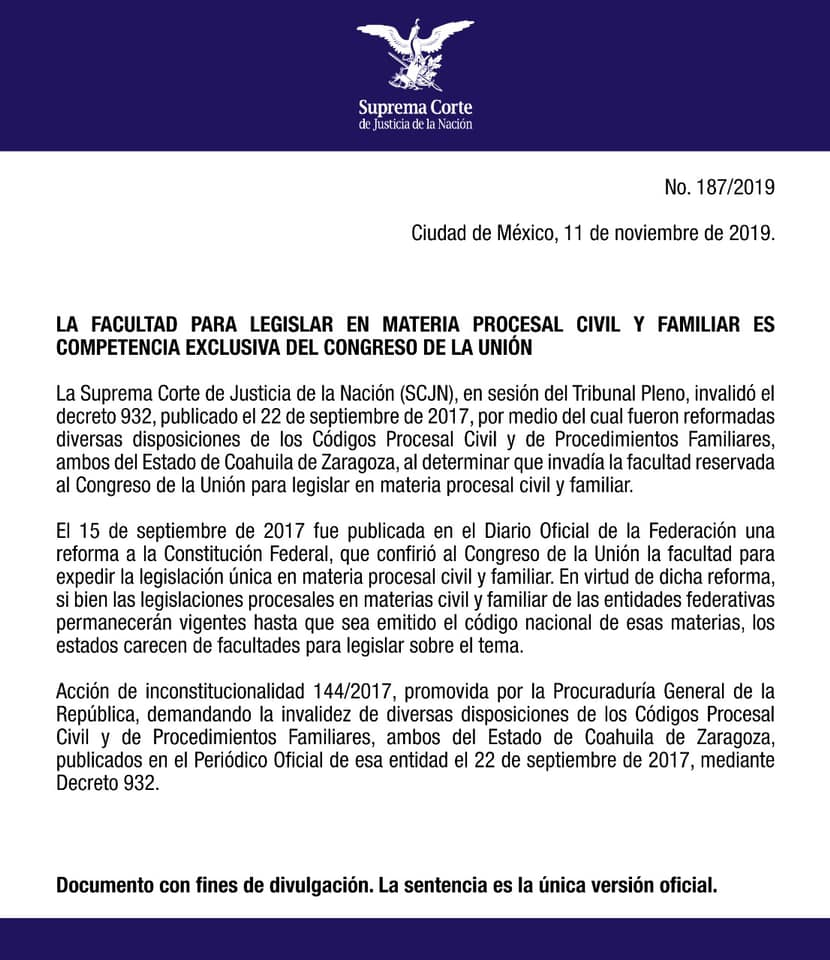 Suprema Corte
de Justicia de la Nación
No. 187/2019
Ciudad de México, 11 de noviembre de 2019.
LA FACULTAD PARA LEGISLAR EN MATERIA PROCESAL CIVIL Y FAMILIAR ES
COMPETENCIA EXCLUSIVA DEL CONGRESO DE LA UNIÓN
La Suprema Corte de Justicia de la Nación (SCJN), en sesión del Tribunal Pleno, invalidó el
decreto 932, publicado el 22 de septiembre de 2017, por medio del cual fueron reformadas
diversas disposiciones de los Códigos Procesal Civil y de Procedimientos Familiares,
ambos del Estado de Coahuila de Zaragoza, al determinar que invadía la facultad reservada
al Congreso de la Unión para legislar en materia procesal civil y familiar.
El 15 de septiembre de 2017 fue publicada en el Diario Oficial de la Federación una
reforma a la Constitución Federal, que confirió al Congreso de la Unión la facultad para
expedir la legislación única en materia procesal civil y familiar. En virtud de dicha reforma,
si bien las legislaciones procesales en materias civil y familiar de las entidades federativas
permanecerán vigentes hasta que sea emitido el código nacional de esas materias, los
estados carecen de facultades para legislar sobre el tema.
Acción de inconstitucionalidad 144/2017, promovida por la Procuraduría General de la
República, demandando la invalidez de diversas disposiciones de los Códigos Procesal
Civil y de Procedimientos Familiares, ambos del Estado de Coahuila de Zaragoza,
publicados en el Periódico Oficial de esa entidad el 22 de septiembre de 2017, mediante
Decreto 932.
Documento con fines de divulgación. La sentencia es la única versión oficial.